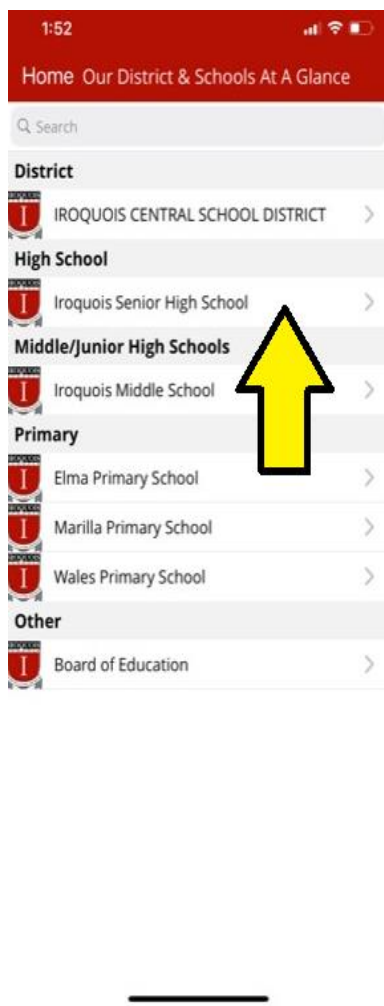 1:52
Home Our District & Schools At A Glance
Search
District
I IROQUOIS CENTRAL SCHOOL DISTRICT
High School
I Iroquois Senior High School
Middle/Junior High Schools
I Iroquois Middle School
Primary
I Elma Primary School
I Marilla Primary School
I Wales Primary School
Other
I Board of Education